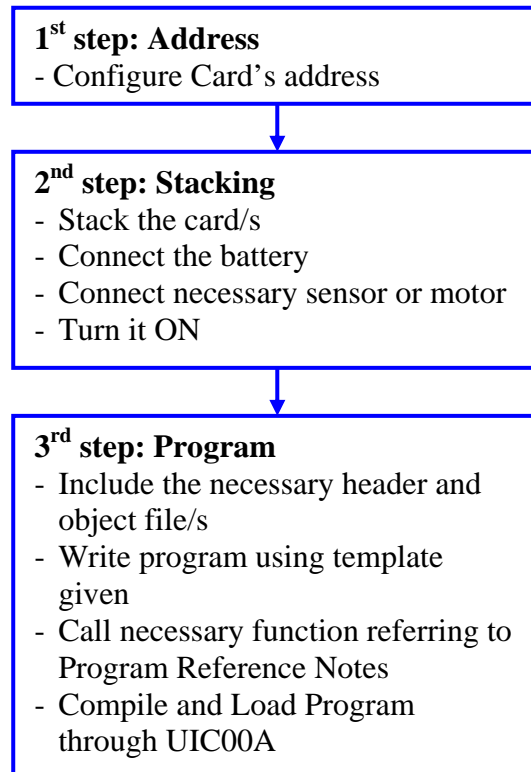 1st step: Address
- Configure Card's address
2nd step: Stacking
- Stack the card/s
- Connect the battery
- Connect necessary sensor or motor
- Turn it ON
3rd step: Program
- Include the necessary header and
object file/s
- Write program using template
given
- Call necessary function referring to
Program Reference Notes
- Compile and Load Program
through UIC00A